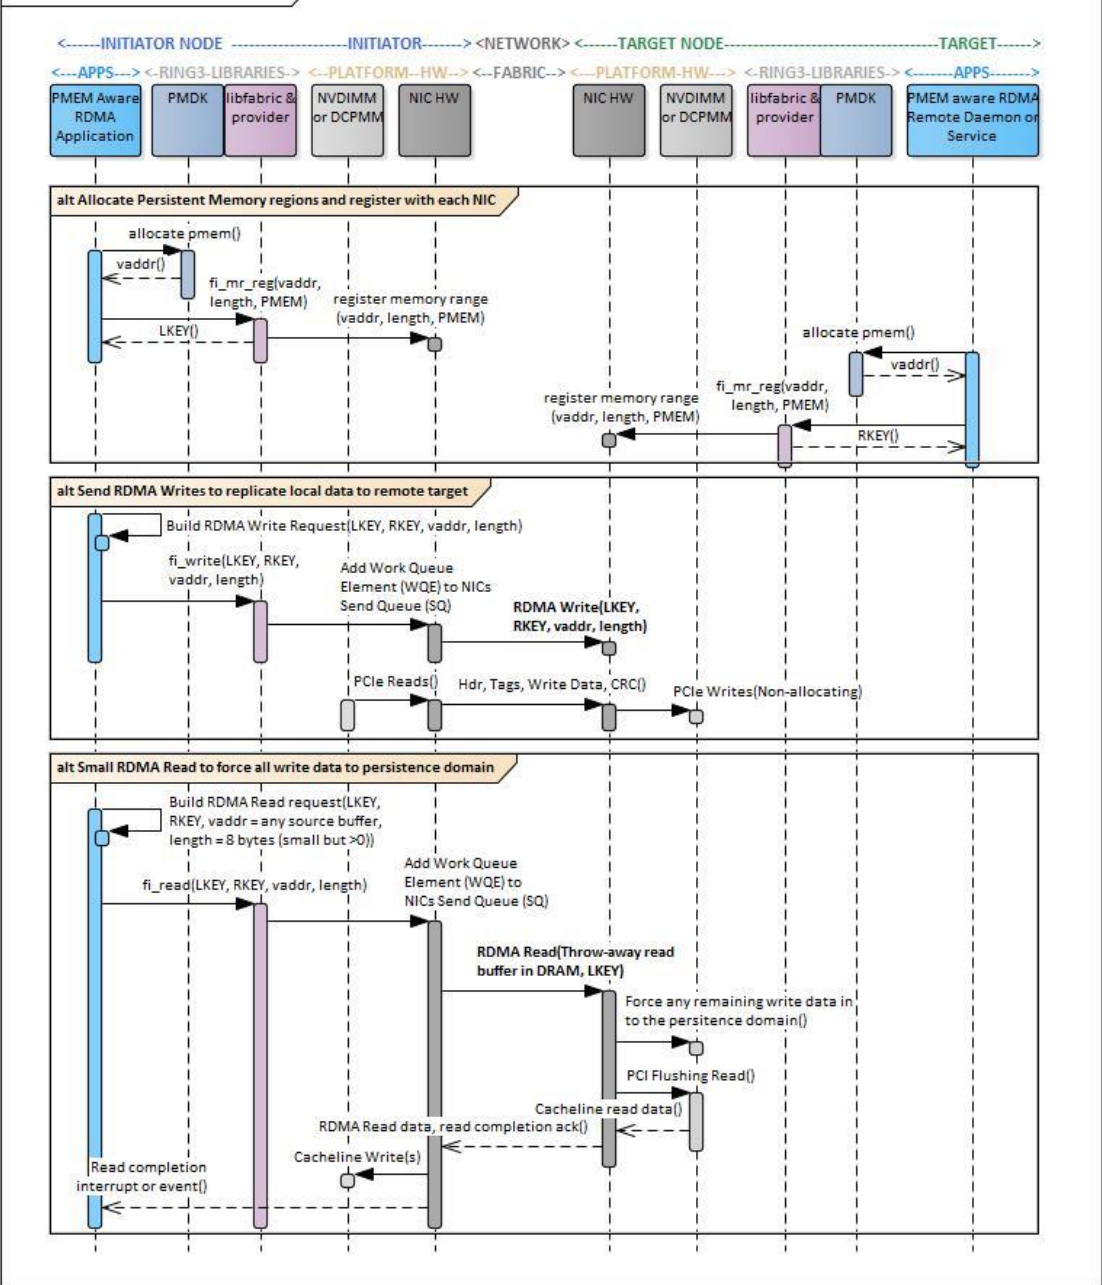 <------INITIATOR NODE --------------------INITIATOR-------> <NETWORK> <------TARGET NODE-------------------------------------TARGET------>
<---APPS---> <-RING3-LIBRARIES-> <--PLATFORM--HW--> <--FABRIC--> <--PLATFORM-HW---> <-RING3-LIBRARIES-> <-------APPS------->
PMEM Aware
RDMA
Application
PMDK
libfabric &
provider
NVDIMM
or DCPMM
NIC HW
NIC HW
NVDIMM
or DCPMM
libfabric &
provider
PMDK
PMEM aware RDMA
Remote Daemon or
Service
alt Allocate Persistent Memory regions and register with each NIC
allocate pmem()
vaddr()
fi_mr_reg(vaddr,
length, PMEM)
register memory range
(vaddr, length, PMEM)
LKEY()
allocate pmem()
vaddr()
fi_mr_reg(vaddr,
length, PMEM)
register memory range
(vaddr, length, PMEM)
RKEY()
alt Send RDMA Writes to replicate local data to remote target
Build RDMA Write Request(LKEY, RKEY, vaddr, length)
fi_write(LKEY, RKEY,
vaddr, length)
Add Work Queue
Element (WQE) to NICs
Send Queue (SQ)
RDMA Write(LKEY,
RKEY, vaddr, length)
PCIe Reads()
Hdr, Tags, Write Data, CRC()
PCIe Writes(Non-allocating)
alt Small RDMA Read to force all write data to persistence domain
Build RDMA Read request(LKEY,
RKEY, vaddr = any source buffer,
length = 8 bytes (small but >0))
fi_read(LKEY, RKEY, vaddr, length)
Add Work Queue
Element (WQE) to
NICs Send Queue (SQ)
RDMA Read(Throw-away read
buffer in DRAM, LKEY)
Force any remaining write data in
to the persitence domain()
PCI Flushing Read()
Cacheline read data()
RDMA Read data, read completion ack()
Cacheline Write(s)
Read completion
interrupt or event()